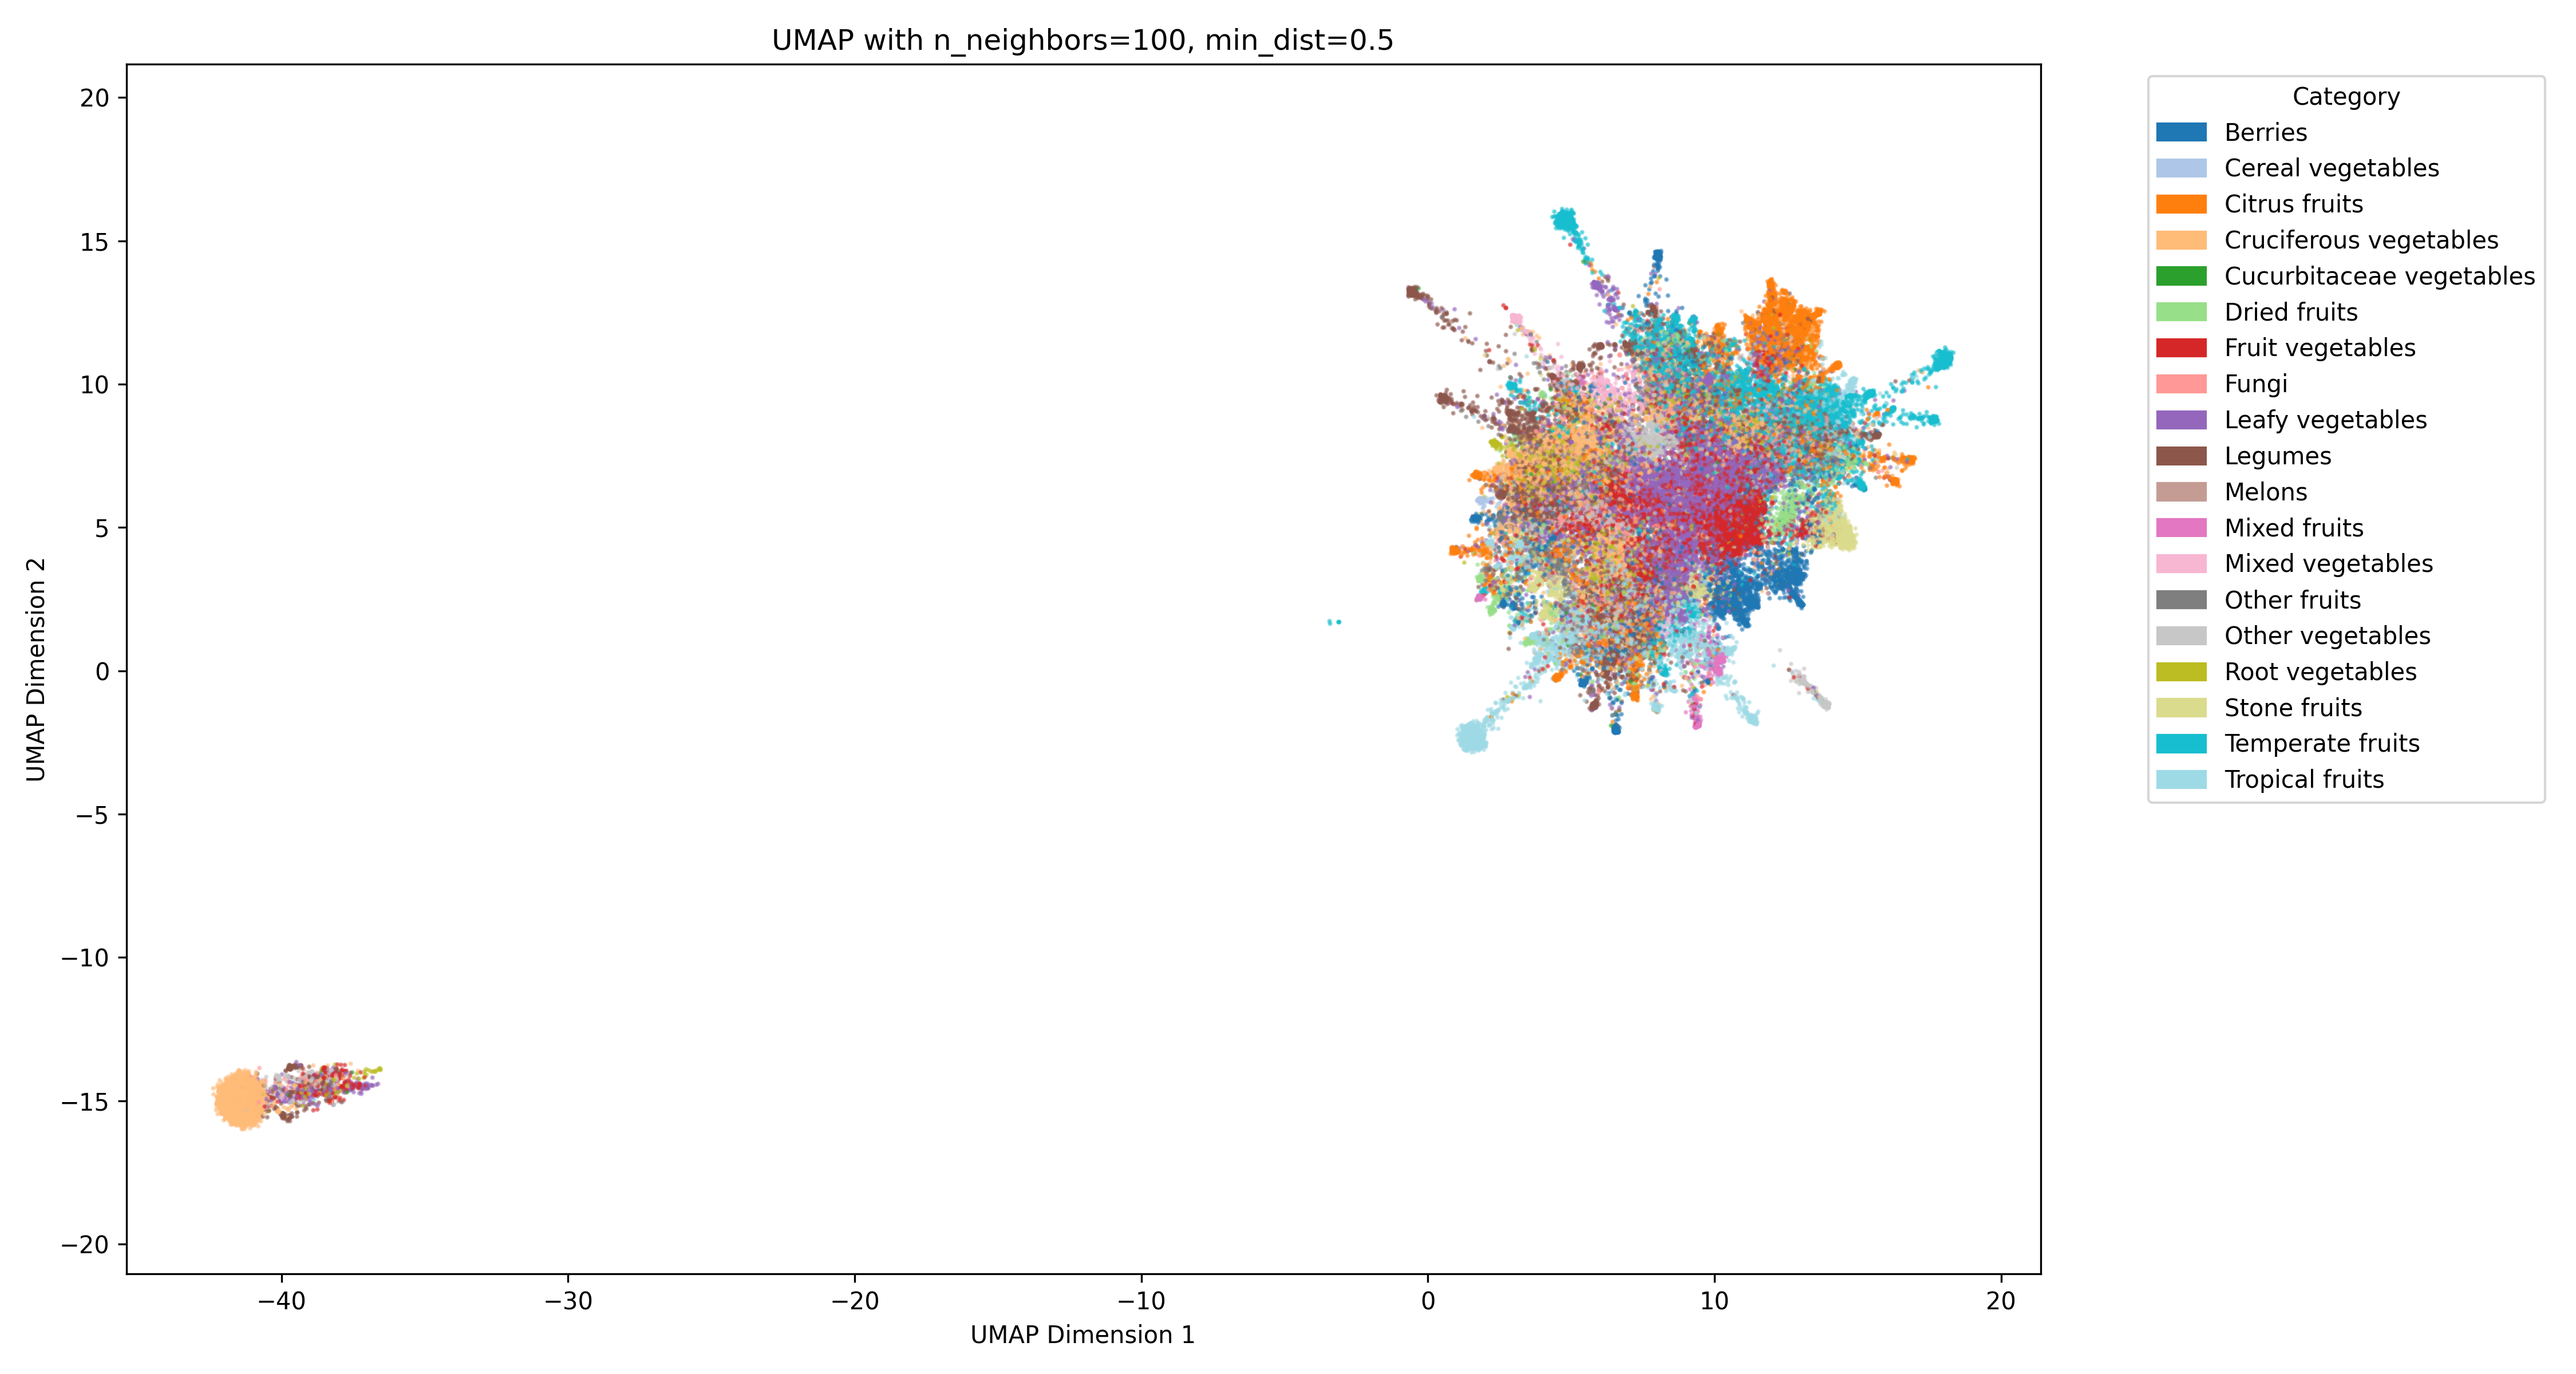 UMAP with n_neighbors=100, min_dist=0.5
20
15
10
5
0
−5
−10
−15
−20
UMAP Dimension 2
−40
−30
−20
−10
0
10
20
UMAP Dimension 1
Category
Berries
Cereal vegetables
Citrus fruits
Cruciferous vegetables
Cucurbitaceae vegetables
Dried fruits
Fruit vegetables
Fungi
Leafy vegetables
Legumes
Melons
Mixed fruits
Mixed vegetables
Other fruits
Other vegetables
Root vegetables
Stone fruits
Temperate fruits
Tropical fruits